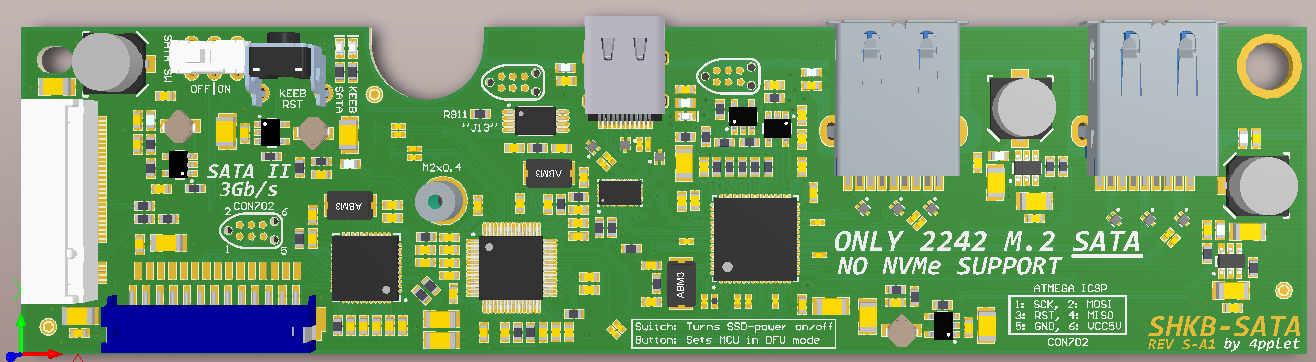 SATA SW
OFF|ON
KEEB
RST
SATA
KEEB
R811
"J13"
M2x0.4
SATA II
3Gb/s
CON702
2
6
1
5
ABM3
ABM3
ABM3
ONLY 2242 M.2 SATA
NO NVMe SUPPORT
ATMEGA ICSP
1: SCK, 2: MOSI
3: RST, 4: MISO
5: GND, 6: VCC5V
CON702
Switch: Turns SSD-power on/off
Button: Sets MCU in DFU mode
SHKB-SATA
REV S-A1 by 4pplet